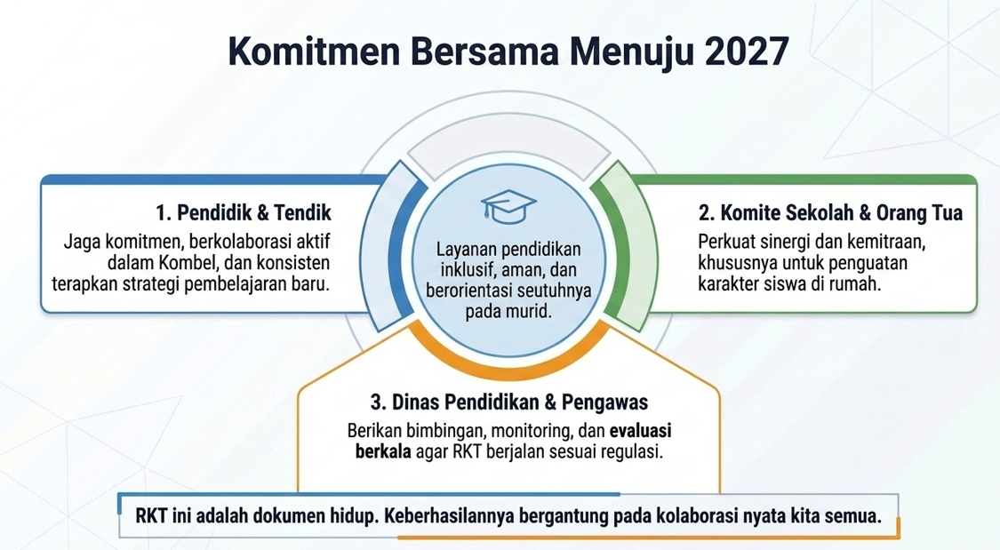 Komitmen Bersama Menuju 2027
1. Pendidik & Tendik
Jaga komitmen, berkolaborasi aktif
dalam Kombel, dan konsisten
terapkan strategi pembelajaran baru.
Layanan pendidikan
inklusif, aman, dan
berorientasi seutuhnya
pada murid.
2. Komite Sekolah & Orang Tua
Perkuat sinergi dan kemitraan,
khususnya untuk penguatan
karakter siswa di rumah.
3. Dinas Pendidikan & Pengawas
Berikan bimbingan, monitoring, dan evaluasi
berkala agar RKT berjalan sesuai regulasi.
RKT ini adalah dokumen hidup. Keberhasilannya bergantung pada kolaborasi nyata kita semua.